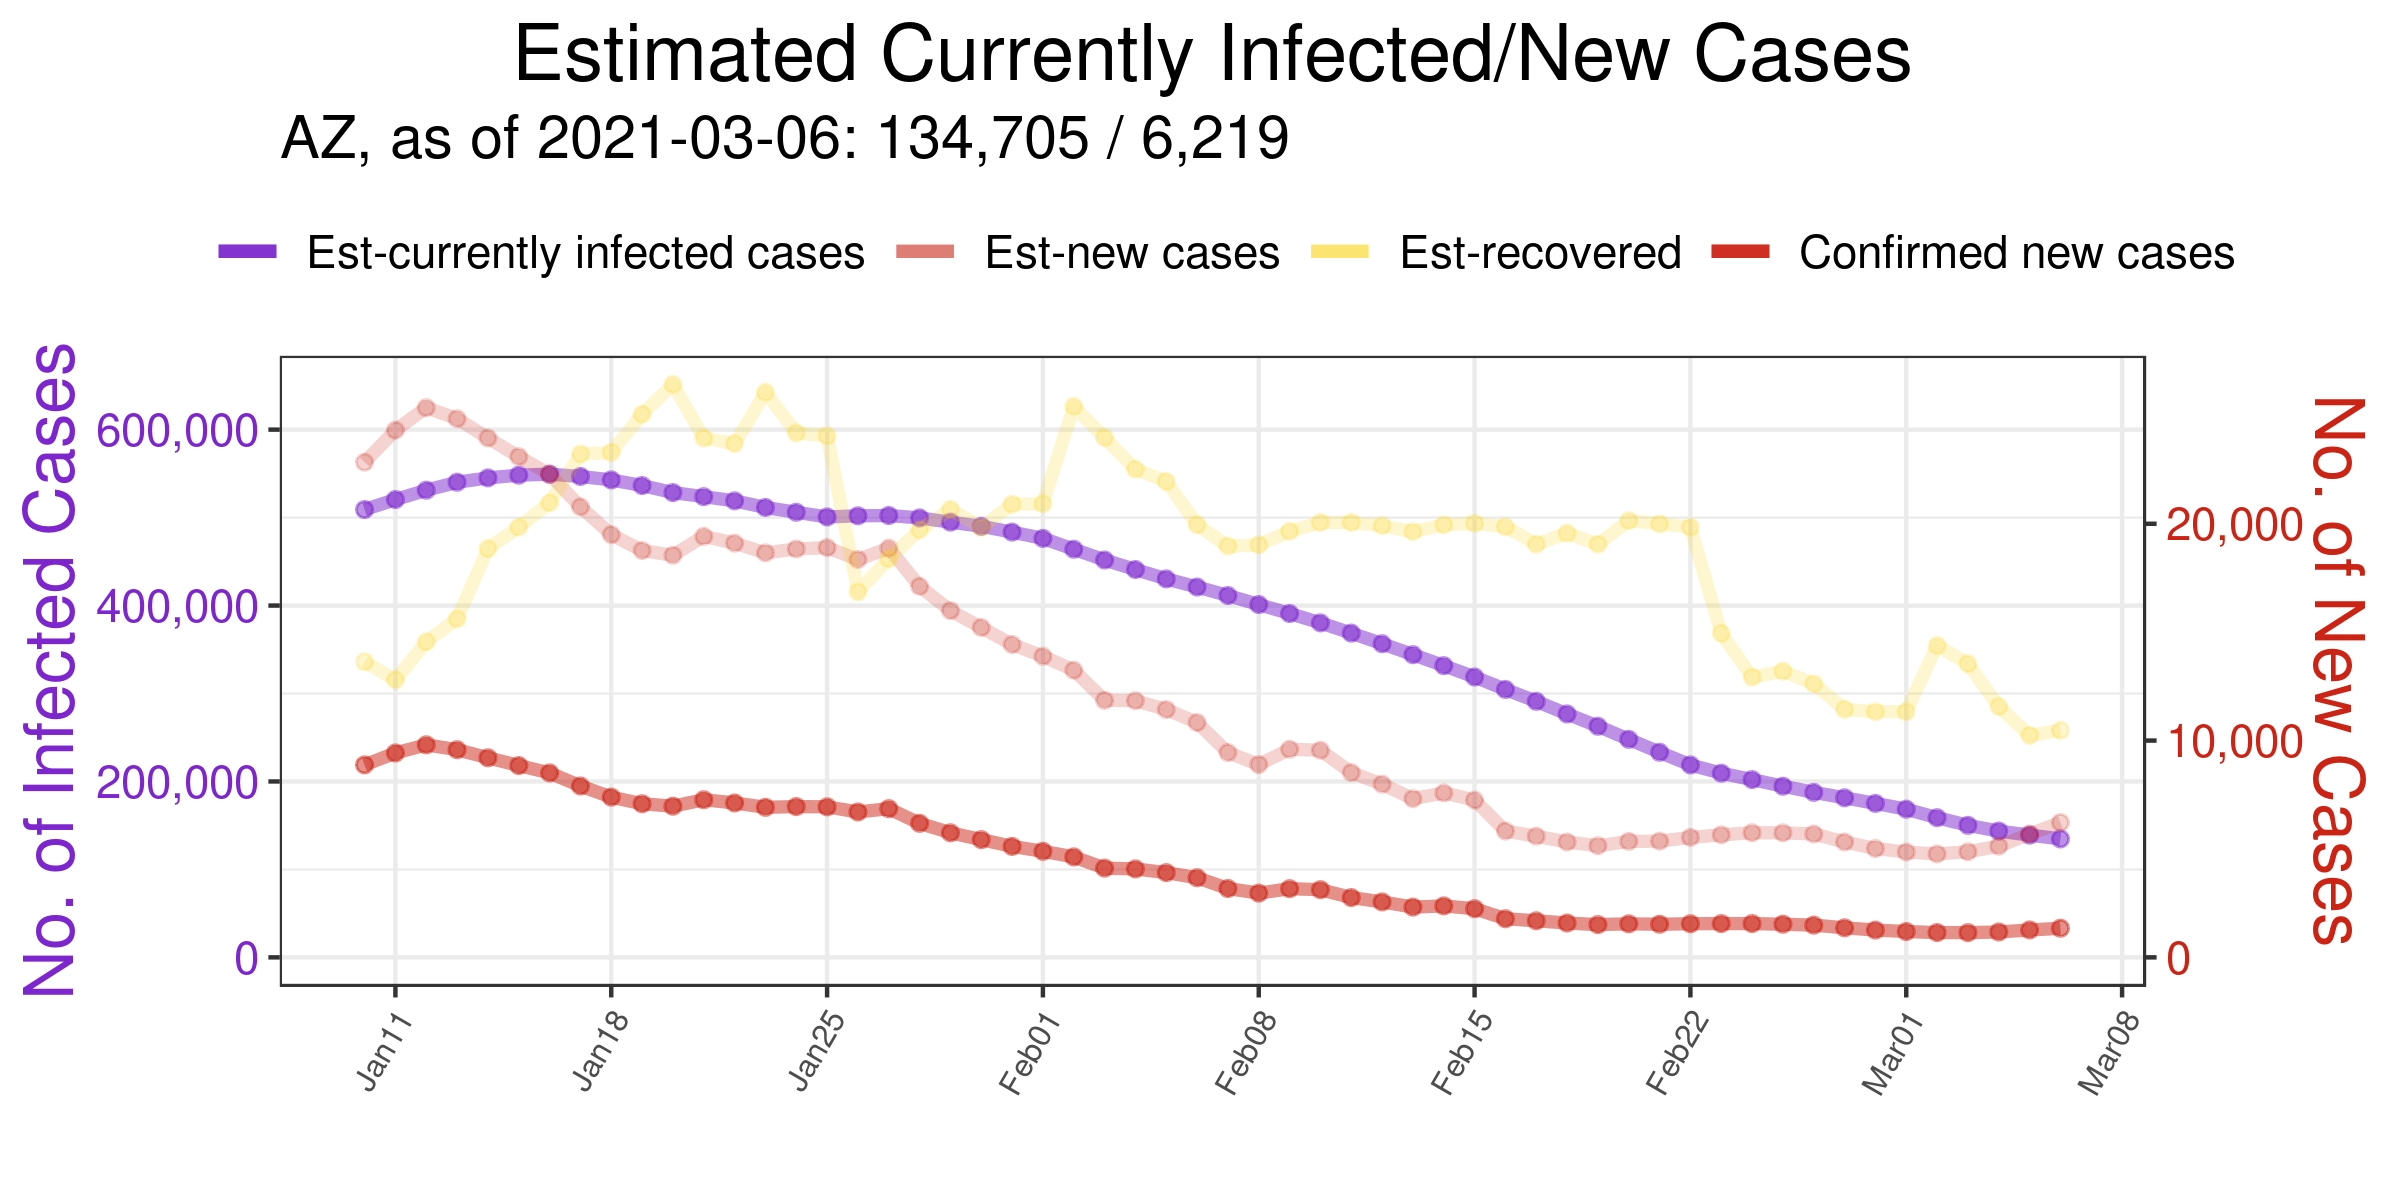 Estimated Currently Infected/New Cases
AZ, as of 2021-03-06: 134,705 / 6,219
Est-currently infected cases Est-new cases Est-recovered Confirmed new cases
No. of Infected Cases
600,000
400,000
200,000
0
20,000
10,000
0
No. of New Cases
Jan11 Jan18 Jan25 Feb01 Feb08 Feb15 Feb22 Mar01 Mar08